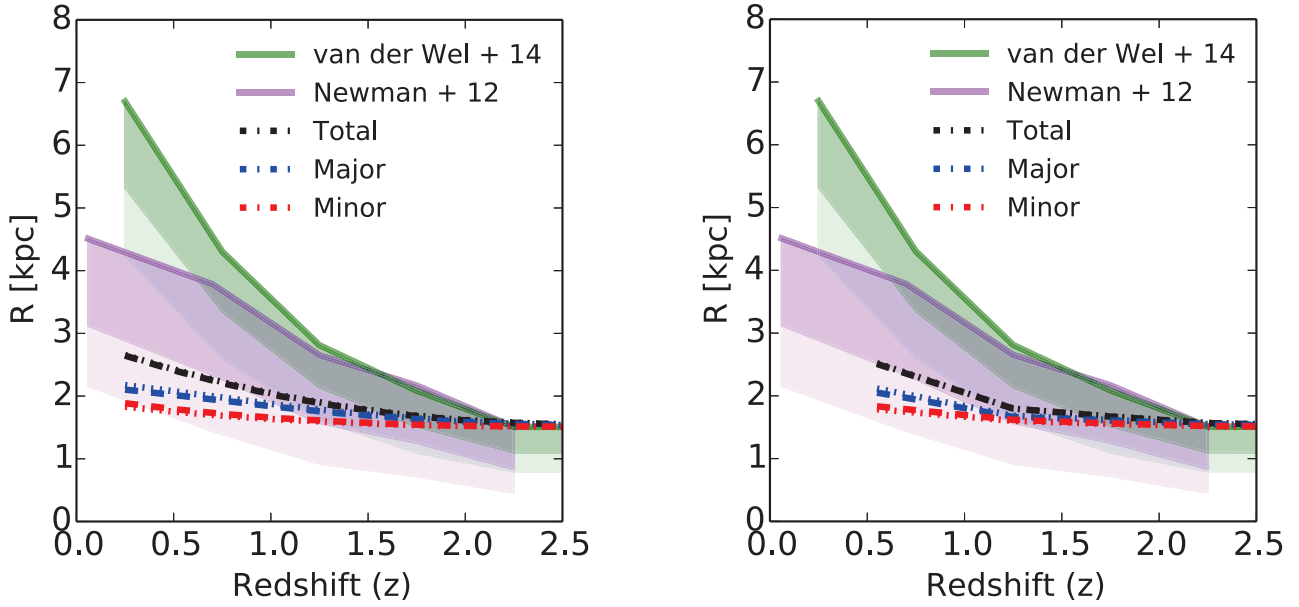 8
7
6
5
4
3
2
1
0
R [kpc]
van der Wel + 14
Newman + 12
Total
Major
Minor
0.0 0.5 1.0 1.5 2.0 2.5
Redshift (z)
8
7
6
5
4
3
2
1
0
R [kpc]
van der Wel + 14
Newman + 12
Total
Major
Minor
0.0 0.5 1.0 1.5 2.0 2.5
Redshift (z)